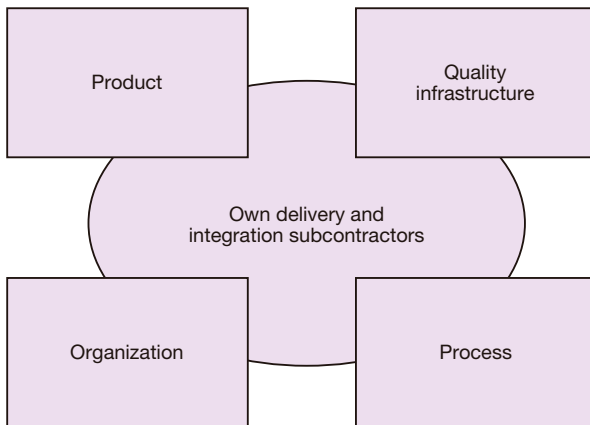 Product
Quality
infrastructure
Own delivery and
integration subcontractors
Organization
Process